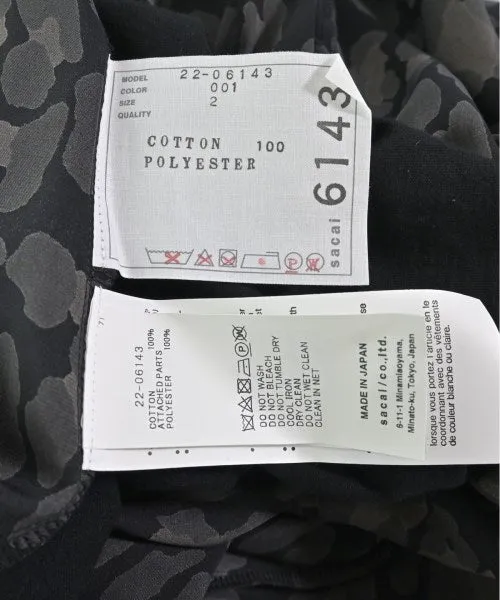 MODEL 22-06143
COLOR 001
SIZE 2
QUALITY
COTTON 100
POLYESTER
sacai 6143
P
W
22-06143
COTTON 100%
ATTACHED PARTS
POLYESTER 100%
DO NOT WASH
DO NOT BLEACH
DO NOT TUMBLE DRY
COOL IRON
DRY CLEAN
DO NOT WET CLEAN
CLEAN IN NET
MADE IN JAPAN
sacai/co.,ltd.
6-11-1 Minamiaoyama,
Minato-ku, Tokyo, Japan
lorsque vous portez l'article en le
coordonnant avec des vêtements
de couleur blanche ou claire.